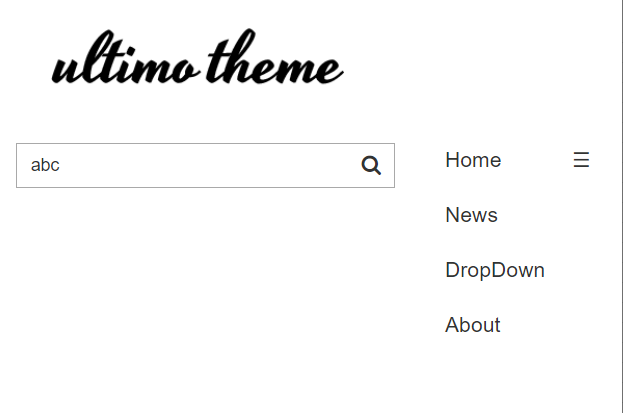 ultimo theme
abc
Home ☰
News
DropDown
About